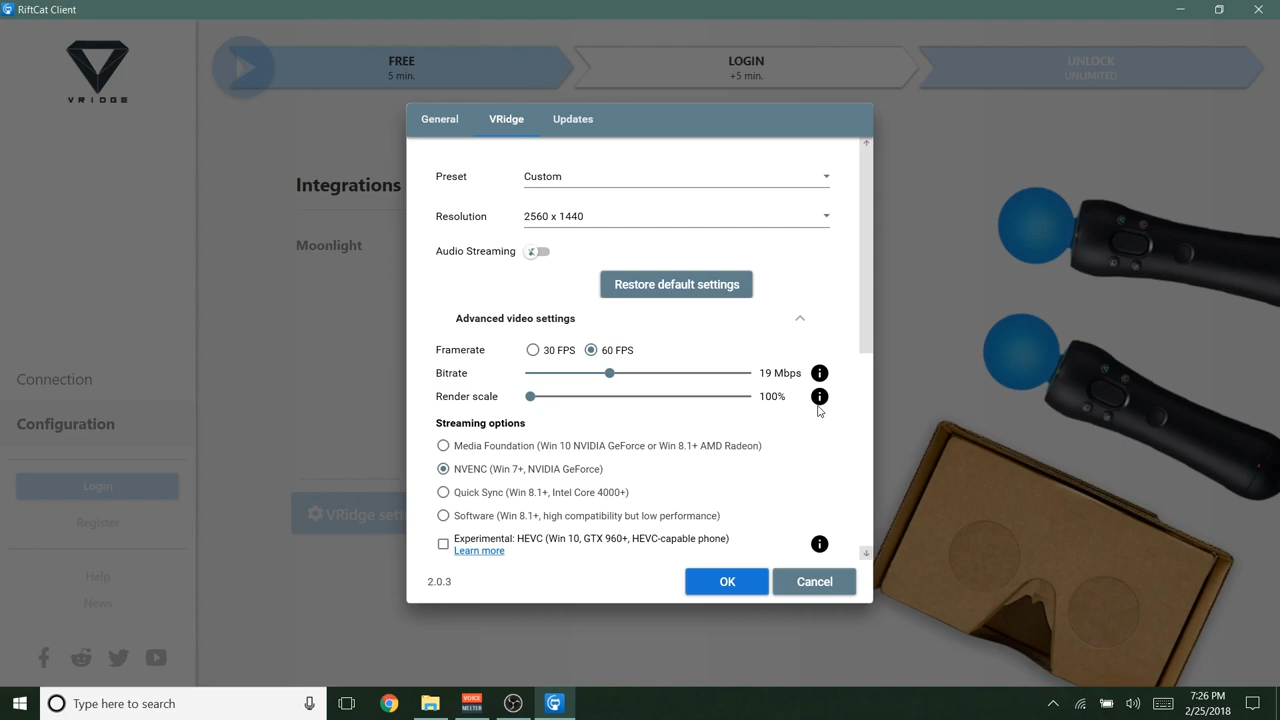 RiftCat Client
VRIDGE
FREE
5 min.
LOGIN
+5 min.
UNLOCK
UNLIMITED
General
VRidge
Updates
Integrations
Moonlight
Preset
Custom
Resolution
2560 x 1440
Audio Streaming
Restore default settings
Advanced video settings
Framerate
30 FPS
60 FPS
Bitrate
19 Mbps
Render scale
100%
Streaming options
Media Foundation (Win 10 NVIDIA GeForce or Win 8.1+ AMD Radeon)
NVENC (Win 7+, NVIDIA GeForce)
Quick Sync (Win 8.1+, Intel Core 4000+)
Software (Win 8.1+, high compatibility but low performance)
Experimental: HEVC (Win 10, GTX 960+, HEVC-capable phone)
Learn more
2.0.3
OK
Cancel
Connection
Configuration
Login
Register
Help
News
VRidge sett
Type here to search
VOICE
MEETER
7:26 PM
2/25/2018